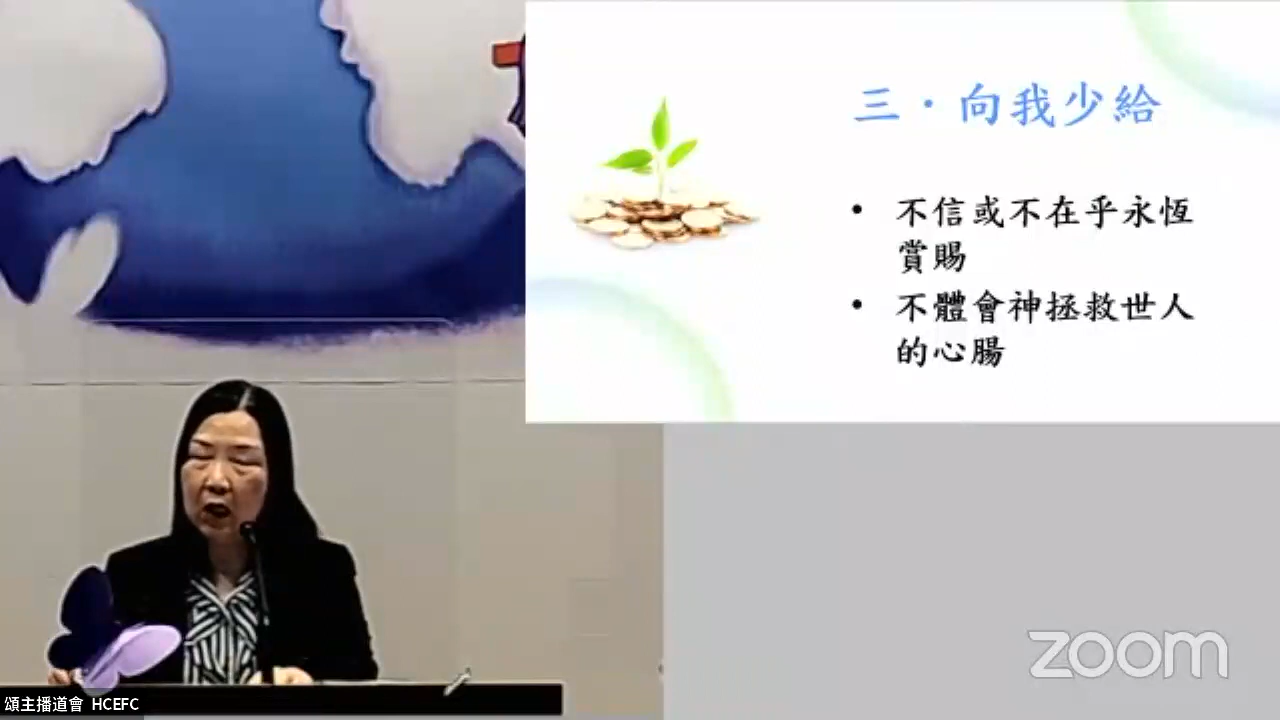 三・向我少給
• 不信或不在乎永恆
賞賜
• 不體會神拯救世人
的心腸
zoom
頌主播道會 HCEFC